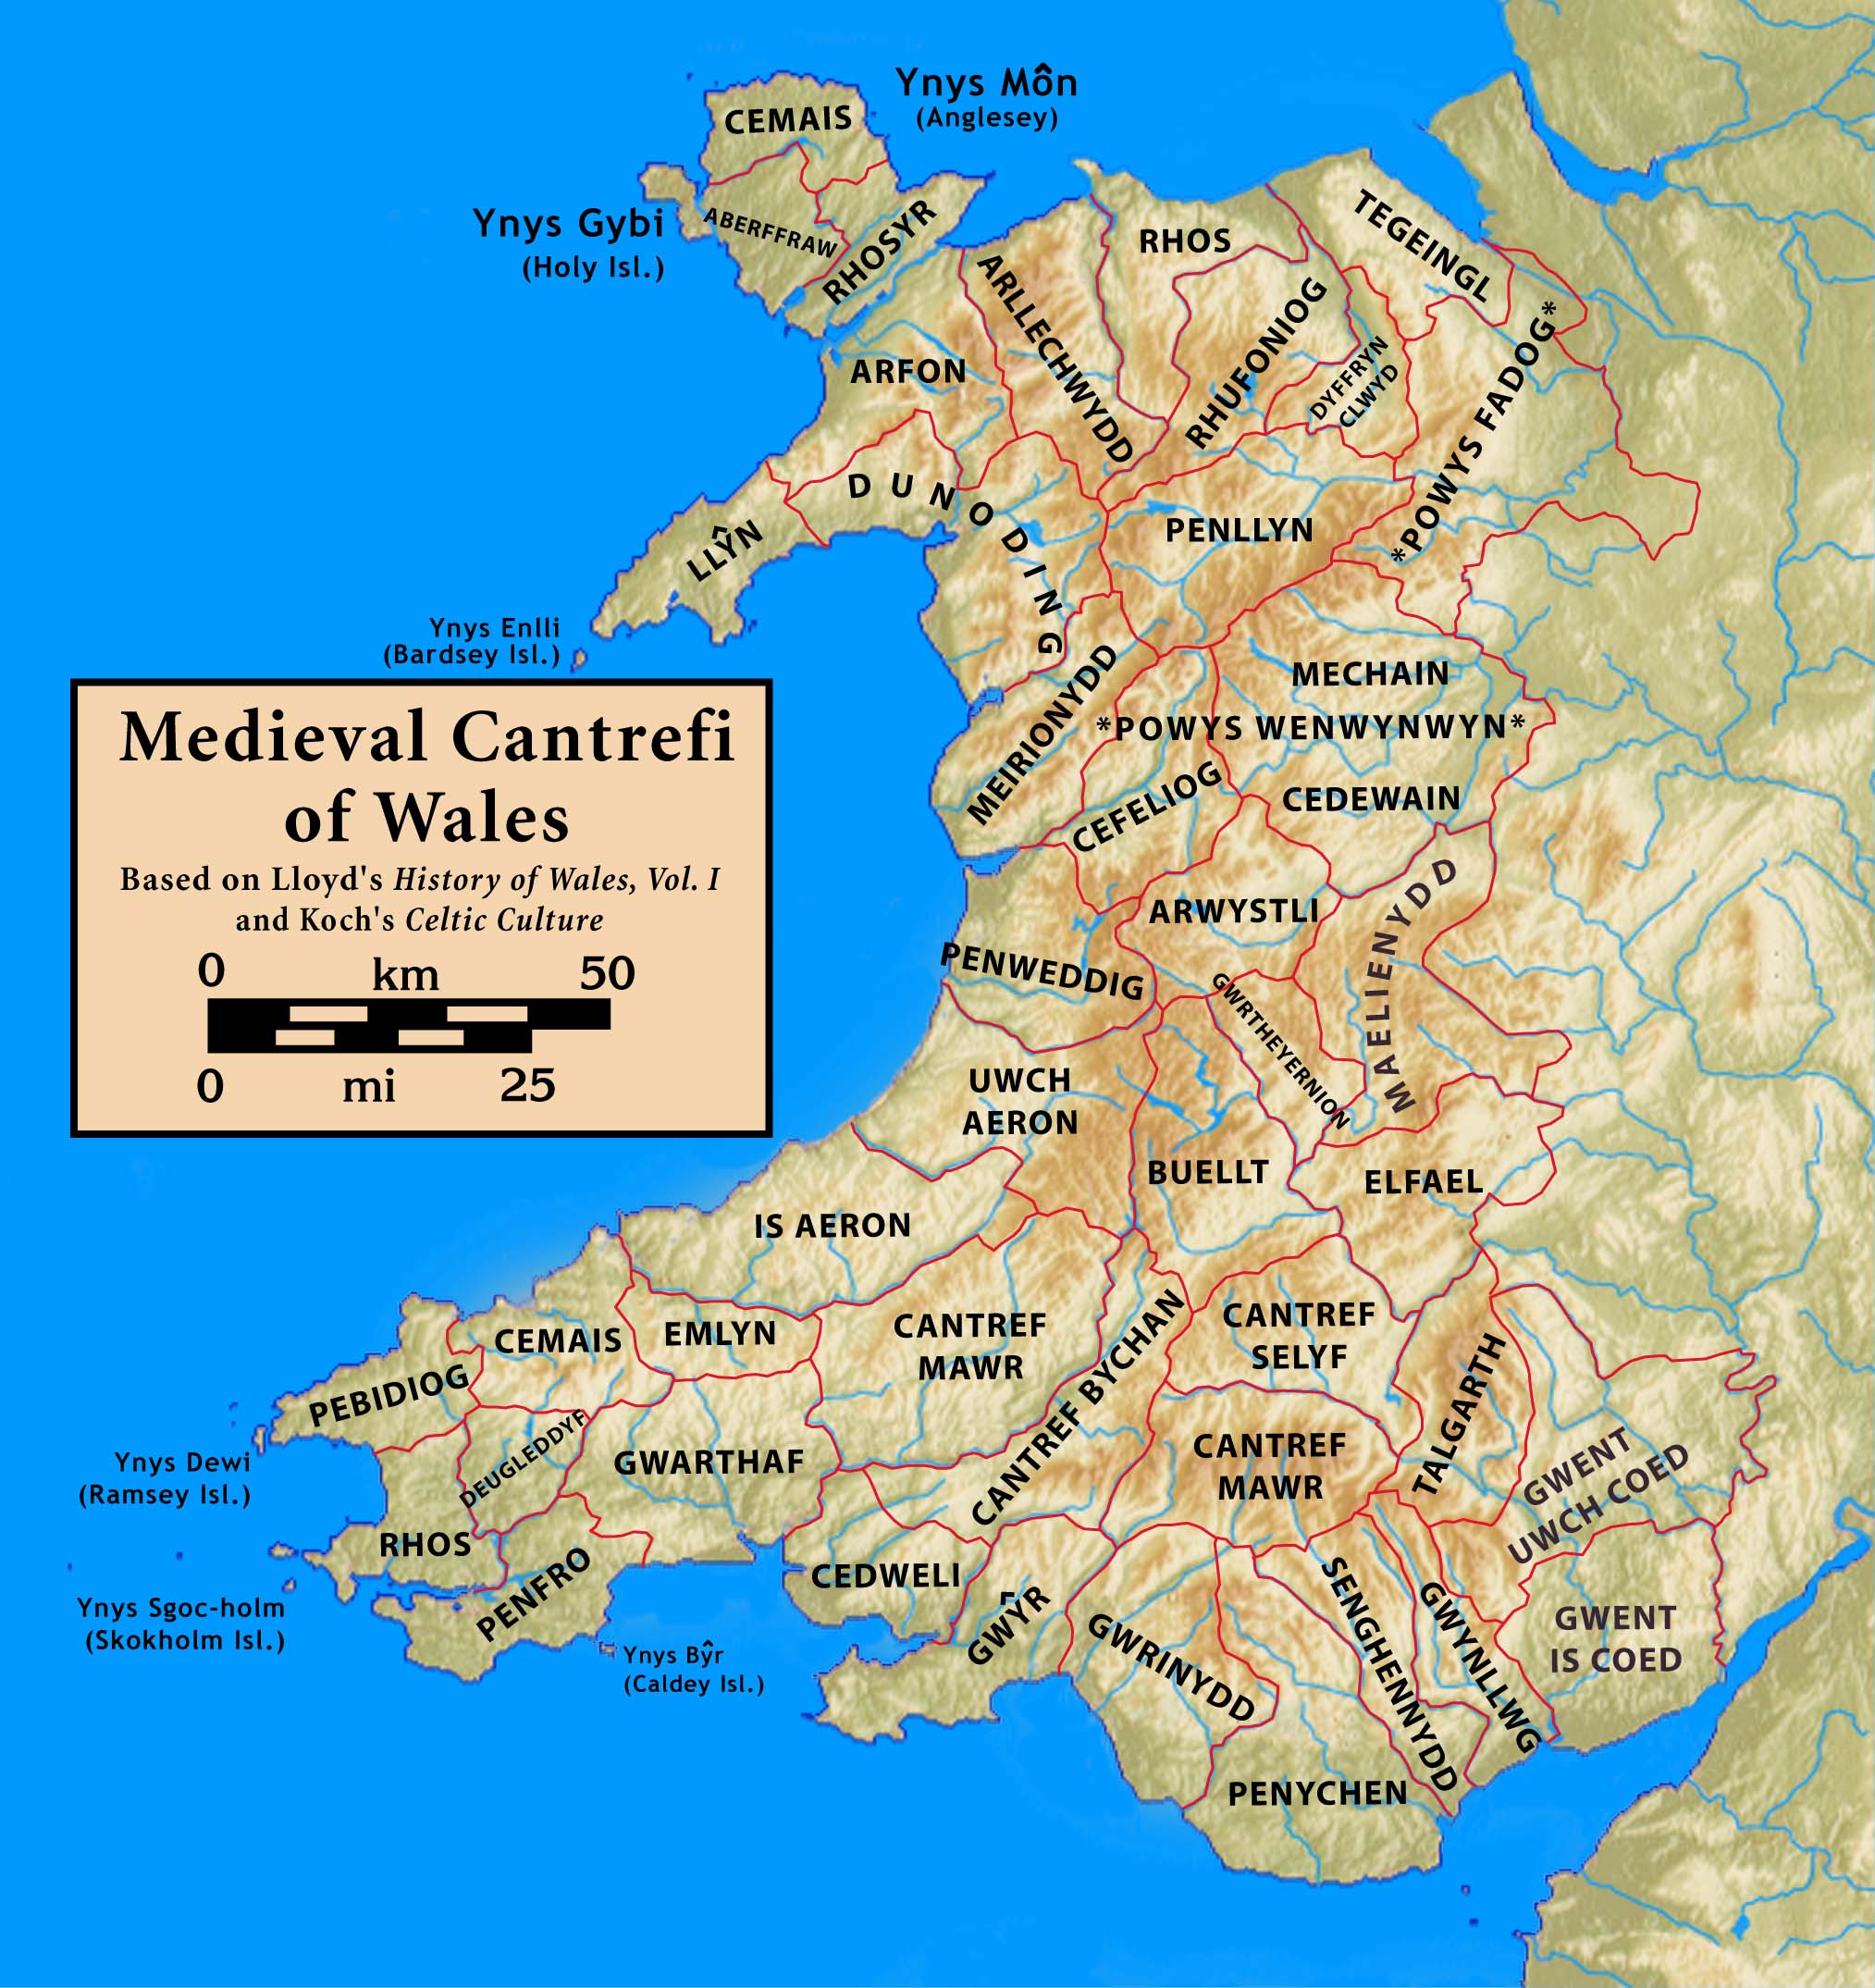 Ynys Môn
(Anglesey)
CEMAIS
ABERFFRAW
RHOSYR
Ynys Gybi
(Holy Isl.)
RHOS
TEGEINGL
ARLLECHWYDD
RHUFONIOG
DYFFRYN
CLWYD
ARFON
*POWYS FADOG*
DUNODING
LLŶN
PENLLYN
Ynys Enlli
(Bardsey Isl.)
MEIRIONYDD
MECHAIN
*POWYS WENWYNWYN*
CEFELIOG
CEDEWAIN
Medieval Cantrefi
of Wales
Based on Lloyd's History of Wales, Vol. I
and Koch's Celtic Culture
0 km 50
0 mi 25
ARWYSTLI
MAELIENYDD
PENWEDDIG
GWRTHEYERNION
UWCH
AERON
BUELLT
ELFAEL
IS AERON
CEMAIS
EMLYN
CANTREF
MAWR
CANTREF BYCHAN
CANTREF
SELYF
PEBIDIOG
DEUGLEDDYF
GWARTHAF
CANTREF
MAWR
TALGARTH
GWENT
UWCH COED
Ynys Dewi
(Ramsey Isl.)
RHOS
PENFRO
CEDWELI
GŴYR
GWRINYDD
SENGHENNYDD
GWYNLLWG
GWENT
IS COED
Ynys Sgoc-holm
(Skokholm Isl.)
Ynys Bŷr
(Caldey Isl.)
PENYCHEN